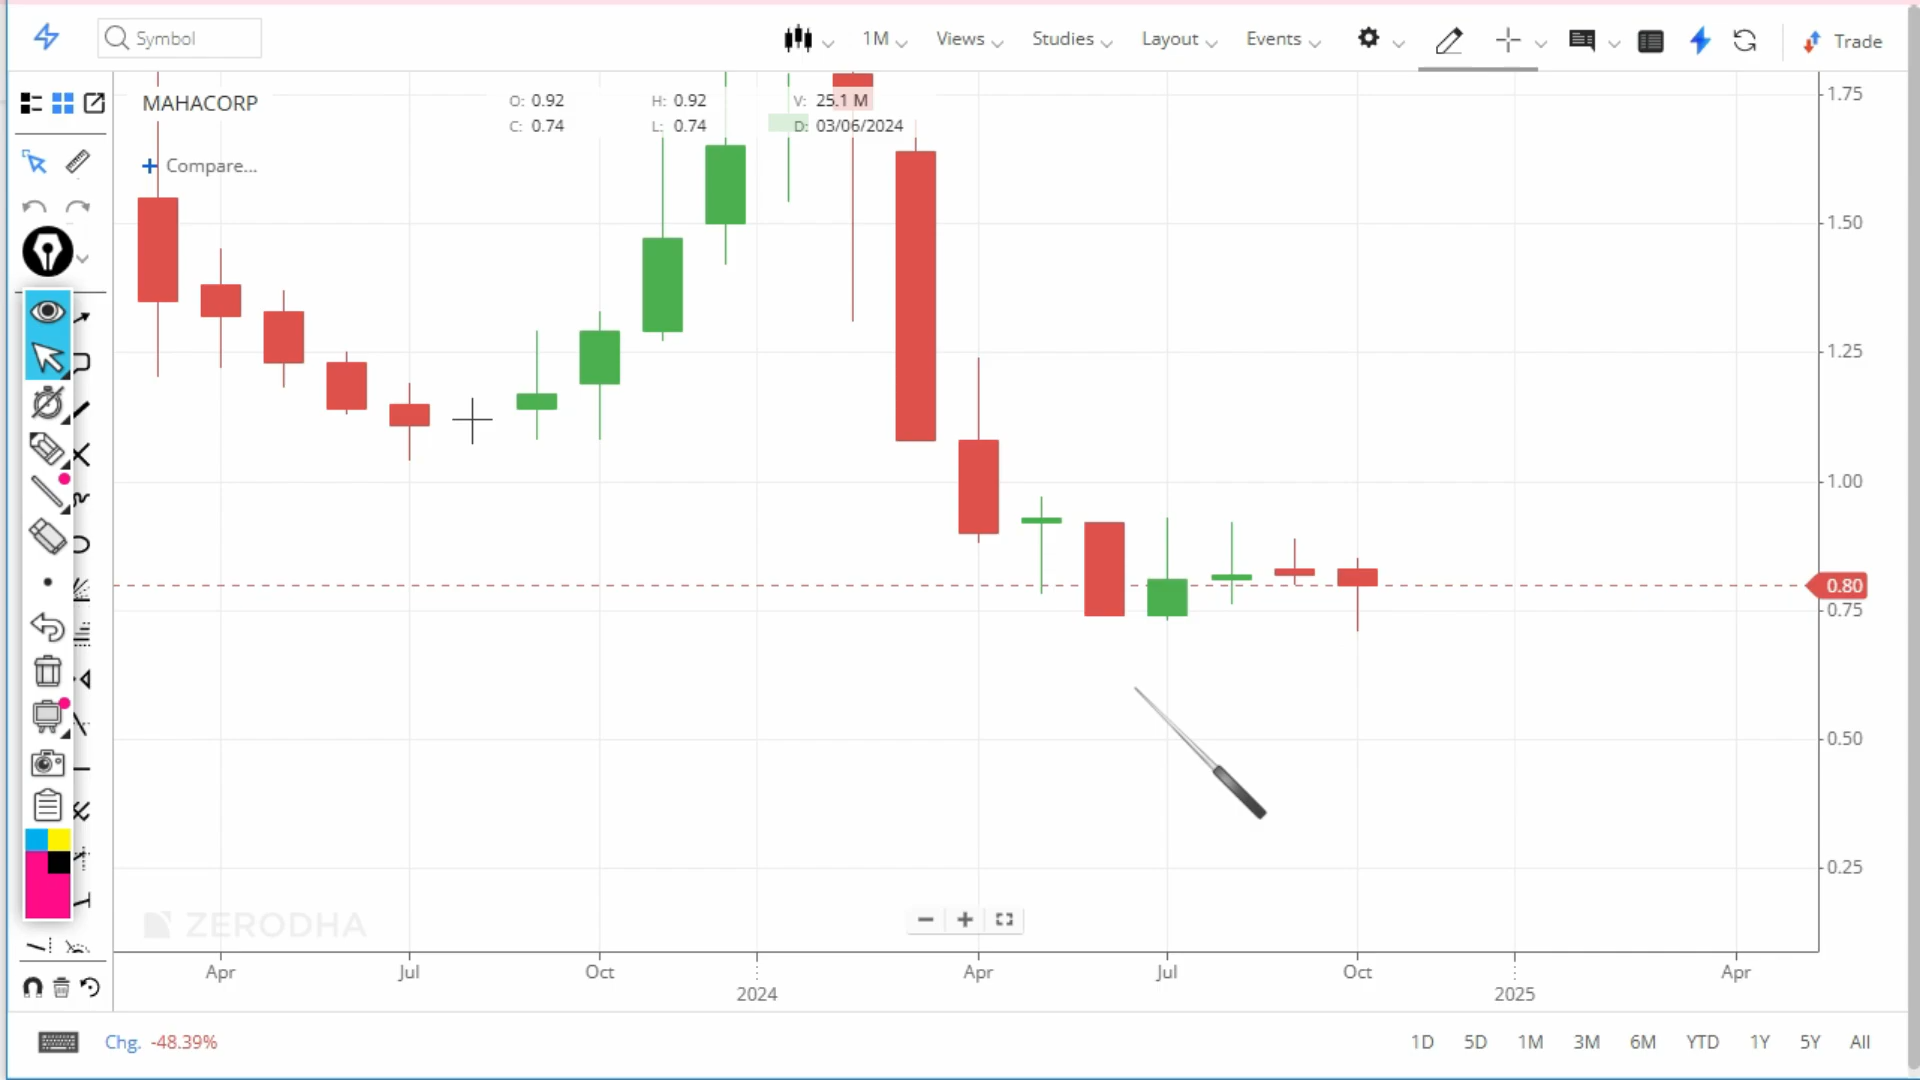 Symbol
1M
Views
Studies
Layout
Events
Trade
MAHACORP
O: 0.92
H: 0.92
V: 25.1 M
C: 0.74
L: 0.74
D: 03/06/2024
+ Compare...
1.75
1.50
1.25
1.00
0.80
0.75
0.50
0.25
ZERODHA
Apr
Jul
Oct
2024
Apr
Jul
Oct
2025
Apr
Chg. -48.39%
1D
5D
1M
3M
6M
YTD
1Y
5Y
All